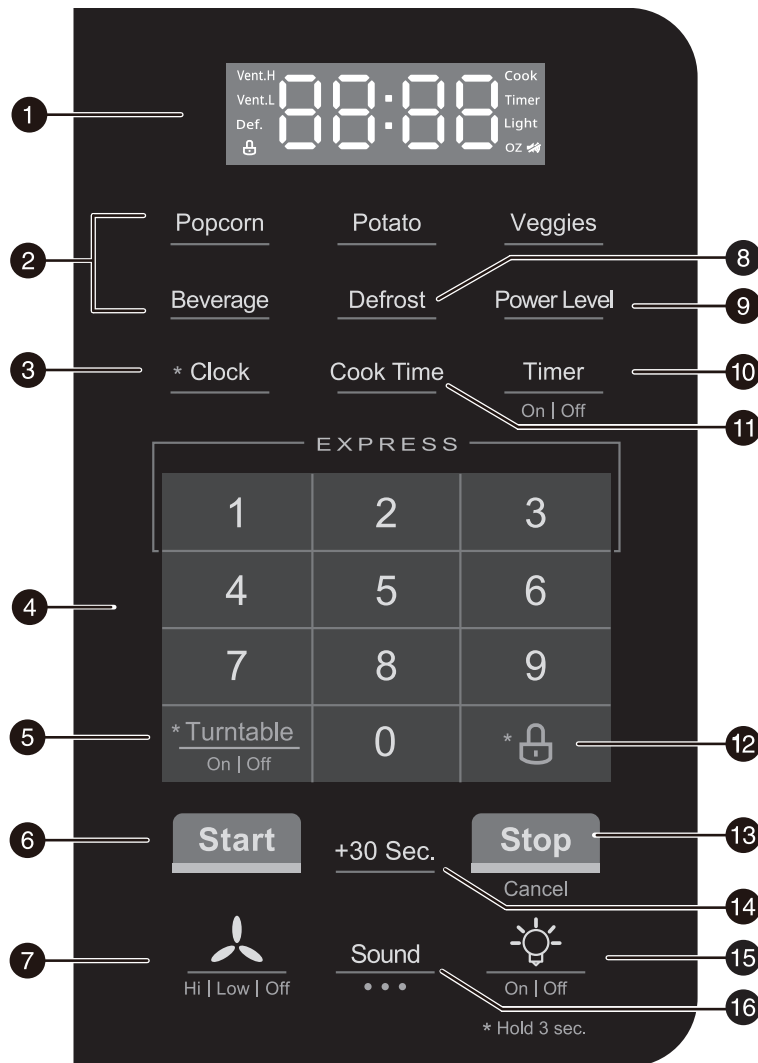 Vent.H 88:88 Cook
Vent.L Timer
Def. Light
OZ
1
Popcorn Potato Veggies
2 8
Beverage Defrost Power Level 9
3 * Clock Cook Time Timer 10
On | Off 11
EXPRESS
1 2 3
4 5 6
4
7 8 9
5 * Turntable 0 * 12
On | Off
6 Start +30 Sec. Stop 13
Cancel 14
7 Sound 15
Hi | Low | Off On | Off 16
* Hold 3 sec.